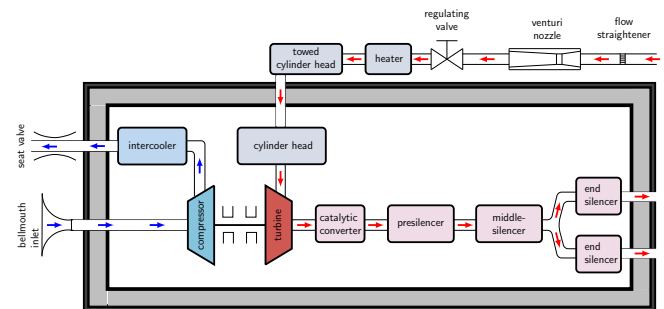 regulating
valve
venturi
nozzle
flow
straightener
towed
cylinder head
heater
seat valve
intercooler
cylinder head
bellmouth
inlet
compressor
turbine
catalytic
converter
presilencer
middle-
silencer
end
silencer
end
silencer